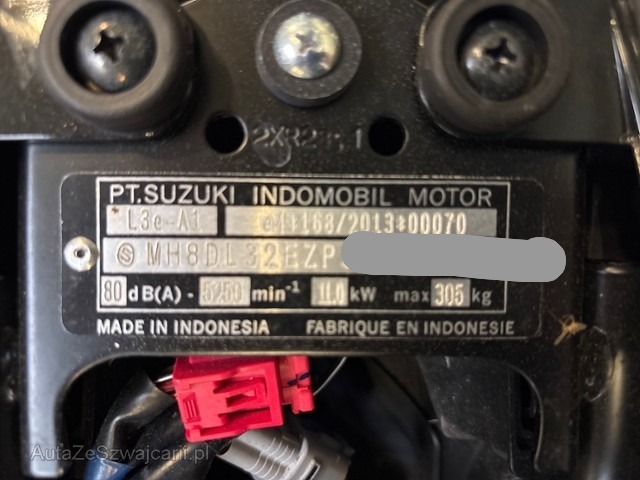 2XR2
PT.SUZUKI INDOMOBIL MOTOR
L3e-A1 e4*168/2013*00070
Ⓢ MH8DL32EZP
80 dB(A) - 5250 min⁻¹ 11.0 kW max 305 kg
MADE IN INDONESIA FABRIQUE EN INDONESIE
AutaZeSzwajcarii.pl